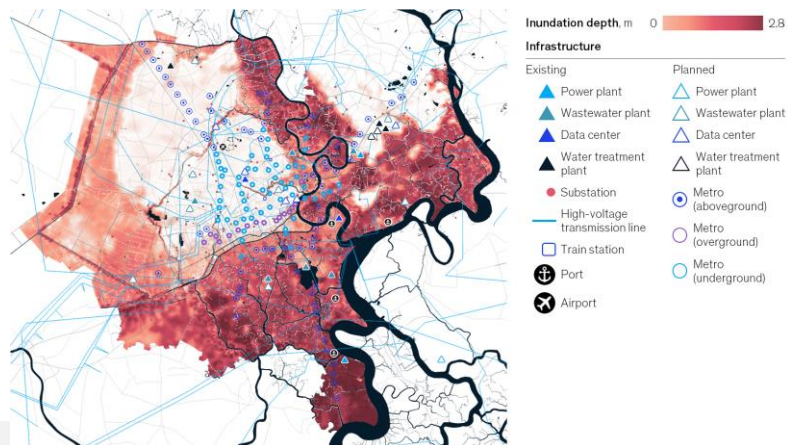 Inundation depth, m 0 2.8
Infrastructure
Existing
Power plant
Wastewater plant
Data center
Water treatment
plant
Substation
High-voltage
transmission line
Train station
Port
Airport
Planned
Power plant
Wastewater plant
Data center
Water treatment
plant
Metro
(aboveground)
Metro
(overground)
Metro
(underground)